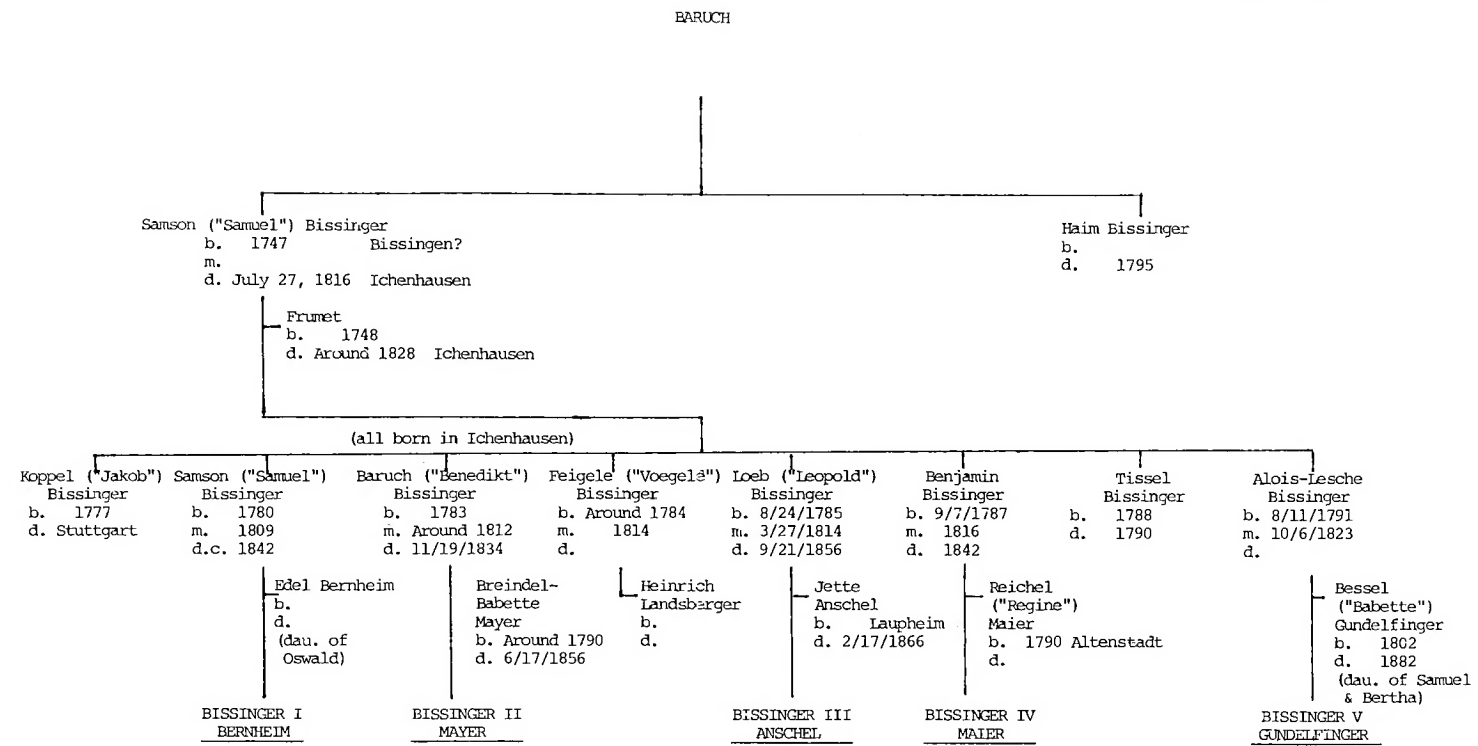 BARUCH
Samson ("Samuel") Bissinger
b. 1747 Bissingen?
m.
d. July 27, 1816 Ichenhausen
Haim Bissinger
b.
d. 1795
Frumet
b. 1748
d. Around 1828 Ichenhausen
(all born in Ichenhausen)
Koppel ("Jakob")
Bissinger
b. 1777
d. Stuttgart
Samson ("Samuel")
Bissinger
b. 1780
m. 1809
d.c. 1842
Baruch ("Benedikt")
Bissinger
b. 1783
m. Around 1812
d. 11/19/1834
Feigele ("Voegele")
Bissinger
b. Around 1784
m. 1814
d.
Loeb ("Leopold")
Bissinger
b. 8/24/1785
m. 3/27/1814
d. 9/21/1856
Benjamin
Bissinger
b. 9/7/1787
m. 1816
d. 1842
Tissel
Bissinger
b. 1788
d. 1790
Alois-Lesche
Bissinger
b. 8/11/1791
m. 10/6/1823
d.
Edel Bernheim
b.
d.
(dau. of
Oswald)
Breindel-
Babette
Mayer
b. Around 1790
d. 6/17/1856
Heinrich
Landsberger
b.
d.
Jette
Anschel
b. Laupheim
d. 2/17/1866
Reichel
("Regine")
Maier
b. 1790 Altenstadt
d.
Bessel
("Babette")
Gundelfinger
b. 1802
d. 1882
(dau. of Samuel
& Bertha)
BISSINGER I
BERNHEIM
BISSINGER II
MAYER
BISSINGER III
ANSCHEL
BISSINGER IV
MAIER
BISSINGER V
GUNDELFINGER